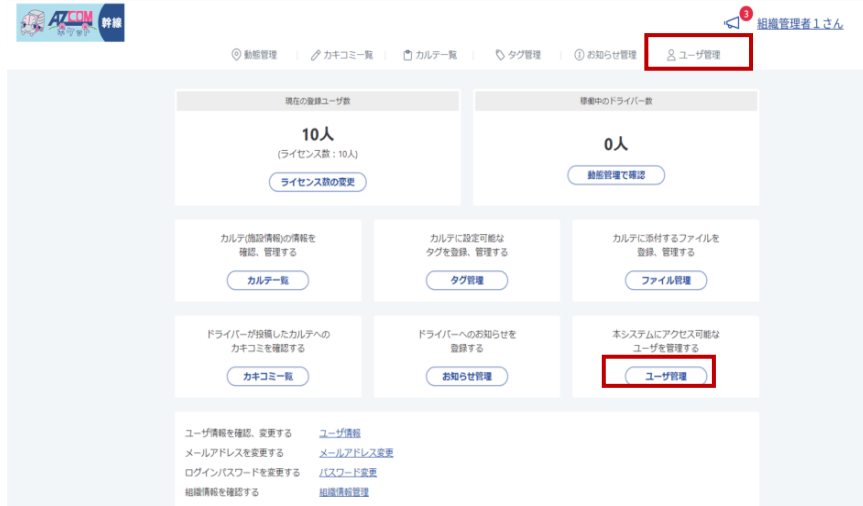 AZCOM
ポケット
幹線
3
組織管理者１さん
動態管理
カキコミ一覧
カルテ一覧
タグ管理
お知らせ管理
ユーザ管理
現在の登録ユーザ数
10人
(ライセンス数：10人)
ライセンス数の変更
稼働中のドライバー数
0人
動態管理で確認
カルテ(施設情報)の情報を
確認、管理する
カルテ一覧
カルテに設定可能な
タグを登録、管理する
タグ管理
カルテに添付するファイルを
登録、管理する
ファイル管理
ドライバーが投稿したカルテへの
カキコミを確認する
カキコミ一覧
ドライバーへのお知らせを
登録する
お知らせ管理
本システムにアクセス可能な
ユーザを管理する
ユーザ管理
ユーザ情報を確認、変更する ユーザ情報
メールアドレスを変更する メールアドレス変更
ログインパスワードを変更する パスワード変更
組織情報を確認する 組織情報管理